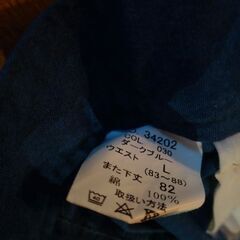 34202
COL. 030
ダークブルー
ウエスト L
(83〜88)
また下丈 82
綿 100%
取扱い方法